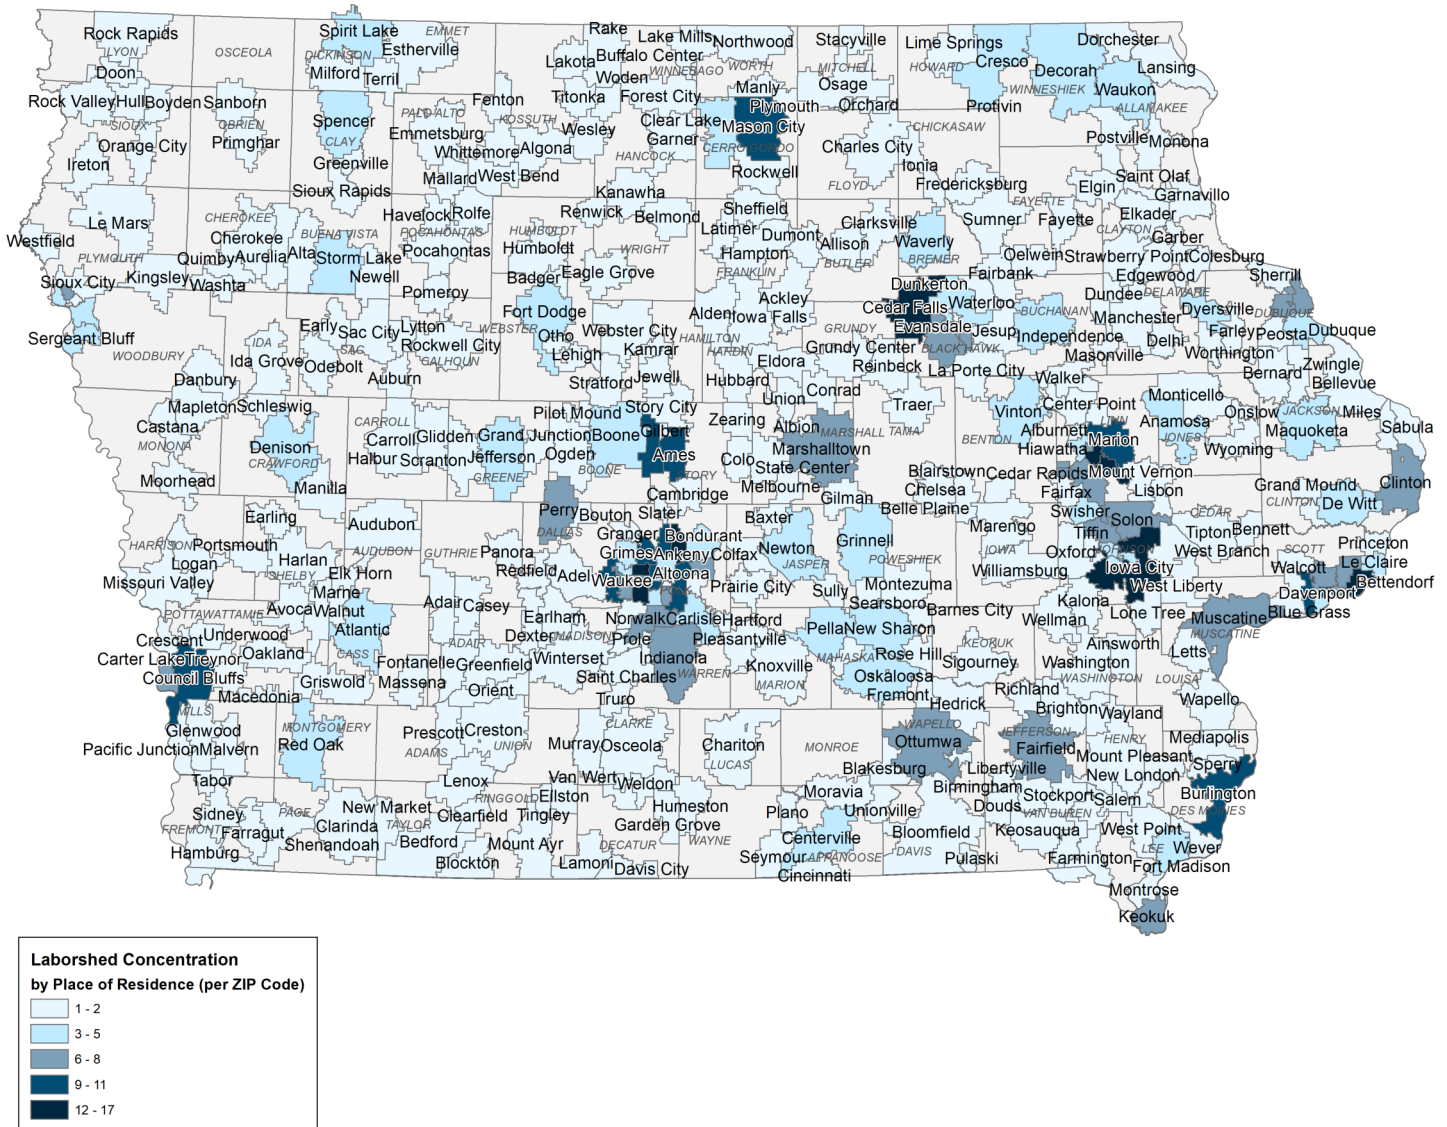 Rock Rapids
LYON
OSCEOLA
Spirit Lake
DICKINSON
EMMET
Estherville
Rake
Lake Mills
Northwood
Stacyville
Lime Springs
Dorchester
Doon
Milford
Terril
Lakota
Buffalo Center
WINNEBAGO
WORTH
MITCHELL
HOWARD
Cresco
Decorah
Lansing
Rock Valley
Hull
Boyden
Sanborn
Fenton
Woden
Titonka
Forest City
Manly
Osage
Orchard
Protivin
WINNESHIEK
Waukon
ALLAMAKEE
SIOUX
OBRIEN
Spencer
CLAY
PALO ALTO
KOSSUTH
Plymouth
Clear Lake
Mason City
CHICKASAW
Orange City
Primghar
Emmetsburg
Wesley
Garner
CERRO GORDO
Charles City
Postville
Monona
Ireton
Greenville
Whittemore
Algona
HANCOCK
Ionia
Mallard
West Bend
Rockwell
FLOYD
Fredericksburg
Elgin
Saint Olaf
Garnavillo
Sioux Rapids
Kanawha
FAYETTE
Le Mars
CHEROKEE
Havelock
Rolfe
Renwick
Belmond
Sheffield
Clarksville
Sumner
Fayette
Elkader
CLAYTON
Westfield
Cherokee
BUENA VISTA
POCAHONTAS
HUMBOLDT
Latimer
Dumont
Allison
Waverly
Garber
PLYMOUTH
Quimby
Aurelia
Alta
Storm Lake
Pocahontas
Humboldt
WRIGHT
Hampton
BUTLER
BREMER
Oelwein
Strawberry Point
Colesburg
Sioux City
Kingsley
Washta
Newell
Badger
Eagle Grove
FRANKLIN
Fairbank
Edgewood
Sherrill
Pomeroy
Dunkerton
Dundee
DELAWARE
Sergeant Bluff
Early
Sac City
Lytton
Fort Dodge
Ackley
Alden
Iowa Falls
Cedar Falls
Waterloo
BUCHANAN
Manchester
Dyersville
DUBUQUE
WOODBURY
IDA
WEBSTER
Otho
Webster City
HAMILTON
GRUNDY
Evansdale
Jesup
Independence
Farley
Peosta
Dubuque
Ida Grove
SAC
Rockwell City
CALHOUN
Lehigh
Kamrar
HARDIN
Grundy Center
BLACK HAWK
Masonville
Delhi
Worthington
Odebolt
Eldora
Reinbeck
La Porte City
Bernard
Zwingle
Danbury
Auburn
Stratford
Jewell
Hubbard
Conrad
Walker
Bellevue
Mapleton
Schleswig
Union
Traer
Vinton
Center Point
Monticello
Castana
CARROLL
Pilot Mound
Story City
Zearing
Albion
Alburnett
LINN
Anamosa
Onslow
JACKSON
Miles
MONONA
Denison
CRAWFORD
Carroll
Glidden
Grand Junction
Boone
Gilbert
MARSHALL
TAMA
BENTON
Marion
JONES
Maquoketa
Sabula
Halbur
Scranton
Jefferson
Ogden
Ames
Colo
State Center
Marshalltown
Hiawatha
Wyoming
Moorhead
Manilla
GREENE
BOONE
STORY
Melbourne
Blairstown
Cedar Rapids
Mount Vernon
Grand Mound
Clinton
Cambridge
Gilman
Chelsea
Fairfax
Lisbon
CLINTON
De Witt
Earling
Audubon
Perry
Bouton
Slater
Baxter
Belle Plaine
Swisher
Solon
CEDAR
DALLAS
Granger
Bondurant
Marengo
Tiffin
Tipton
Bennett
HARRISON
Portsmouth
AUDUBON
GUTHRIE
Panora
Grimes
Ankeny
Colfax
Newton
Grinnell
IOWA
Oxford
JOHNSON
West Branch
SCOTT
Princeton
Logan
Harlan
SHELBY
Elk Horn
Redfield
Adel
Waukee
Altoona
JASPER
POWESHIEK
Williamsburg
Iowa City
Walcott
Le Claire
Missouri Valley
Marne
POLK
Prairie City
Sully
Montezuma
West Liberty
Bettendorf
Davenport
POTTAWATTAMIE
Avoca
Walnut
Adair
Casey
Earlham
Searsboro
Barnes City
Kalona
Lone Tree
Blue Grass
Crescent
Underwood
Atlantic
CASS
ADAIR
Dexter
MADISON
Norwalk
Carlisle
Hartford
Pella
New Sharon
KEOKUK
Wellman
Muscatine
MUSCATINE
Carter Lake
Treynor
Oakland
Prole
Pleasantville
Ainsworth
Letts
Council Bluffs
Fontanelle
Greenfield
Winterset
Indianola
Knoxville
MAHASKA
Rose Hill
Sigourney
Washington
WASHINGTON
LOUISA
Griswold
Massena
Saint Charles
WARREN
MARION
Oskaloosa
Macedonia
Orient
Truro
Fremont
Richland
Wapello
MILLS
Hedrick
Brighton
Wayland
Glenwood
MONTGOMERY
Red Oak
Prescott
Creston
CLARKE
Chariton
MONROE
WAPELLO
Ottumwa
JEFFERSON
Fairfield
HENRY
Mediapolis
Pacific Junction
Malvern
ADAMS
UNION
Murray
Osceola
LUCAS
Blakesburg
Libertyville
Mount Pleasant
Sperry
Tabor
Lenox
Van Wert
Weldon
Moravia
Birmingham
New London
Burlington
Sidney
PAGE
New Market
RINGGOLD
Ellston
Humeston
Plano
Unionville
Douds
Stockport
Salem
DES MOINES
FREMONT
Farragut
Clarinda
TAYLOR
Clearfield
Tingley
Garden Grove
VAN BUREN
Hamburg
Shenandoah
Bedford
Mount Ayr
DECATUR
WAYNE
Centerville
Bloomfield
DAVIS
Keosauqua
West Point
LEE
Wever
Blockton
Lamoni
Davis City
Seymour
APPANOOSE
Cincinnati
Pulaski
Farmington
Fort Madison
Montrose
Keokuk
Laborshed Concentration
by Place of Residence (per ZIP Code)
1 - 2
3 - 5
6 - 8
9 - 11
12 - 17